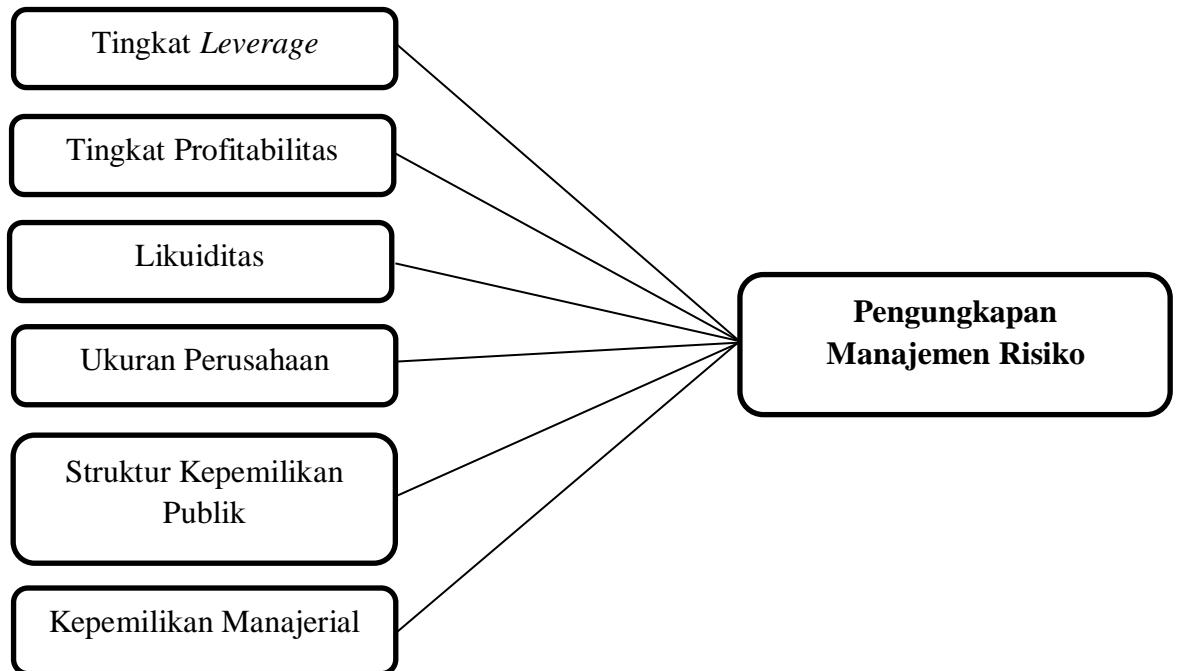 Tingkat Leverage
Tingkat Profitabilitas
Likuiditas
Ukuran Perusahaan
Struktur Kepemilikan
Publik
Kepemilikan Manajerial
Pengungkapan
Manajemen Risiko